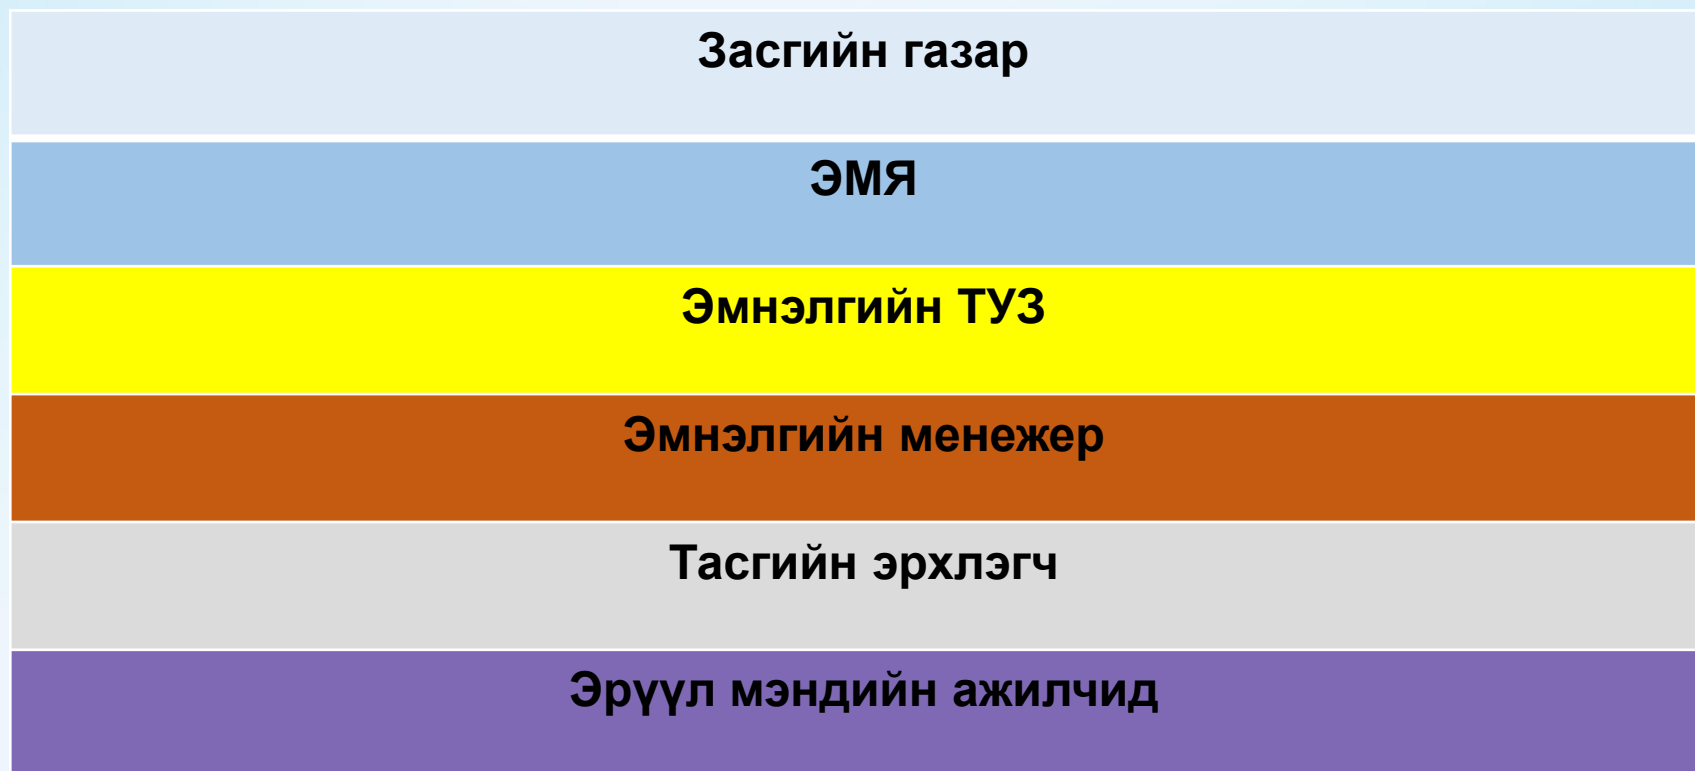 Засгийн газар
ЭМЯ
Эмнэлгийн ТУЗ
Эмнэлгийн менежер
Тасгийн эрхлэгч
Эрүүл мэндийн ажилчид